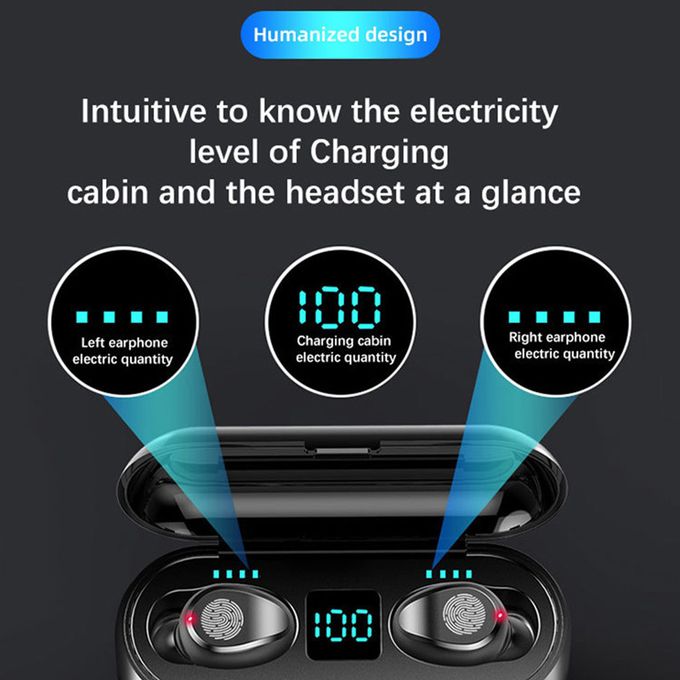 Humanized design
Intuitive to know the electricity
level of Charging
cabin and the headset at a glance
Left earphone
electric quantity
100
Charging cabin
electric quantity
Right earphone
electric quantity
100